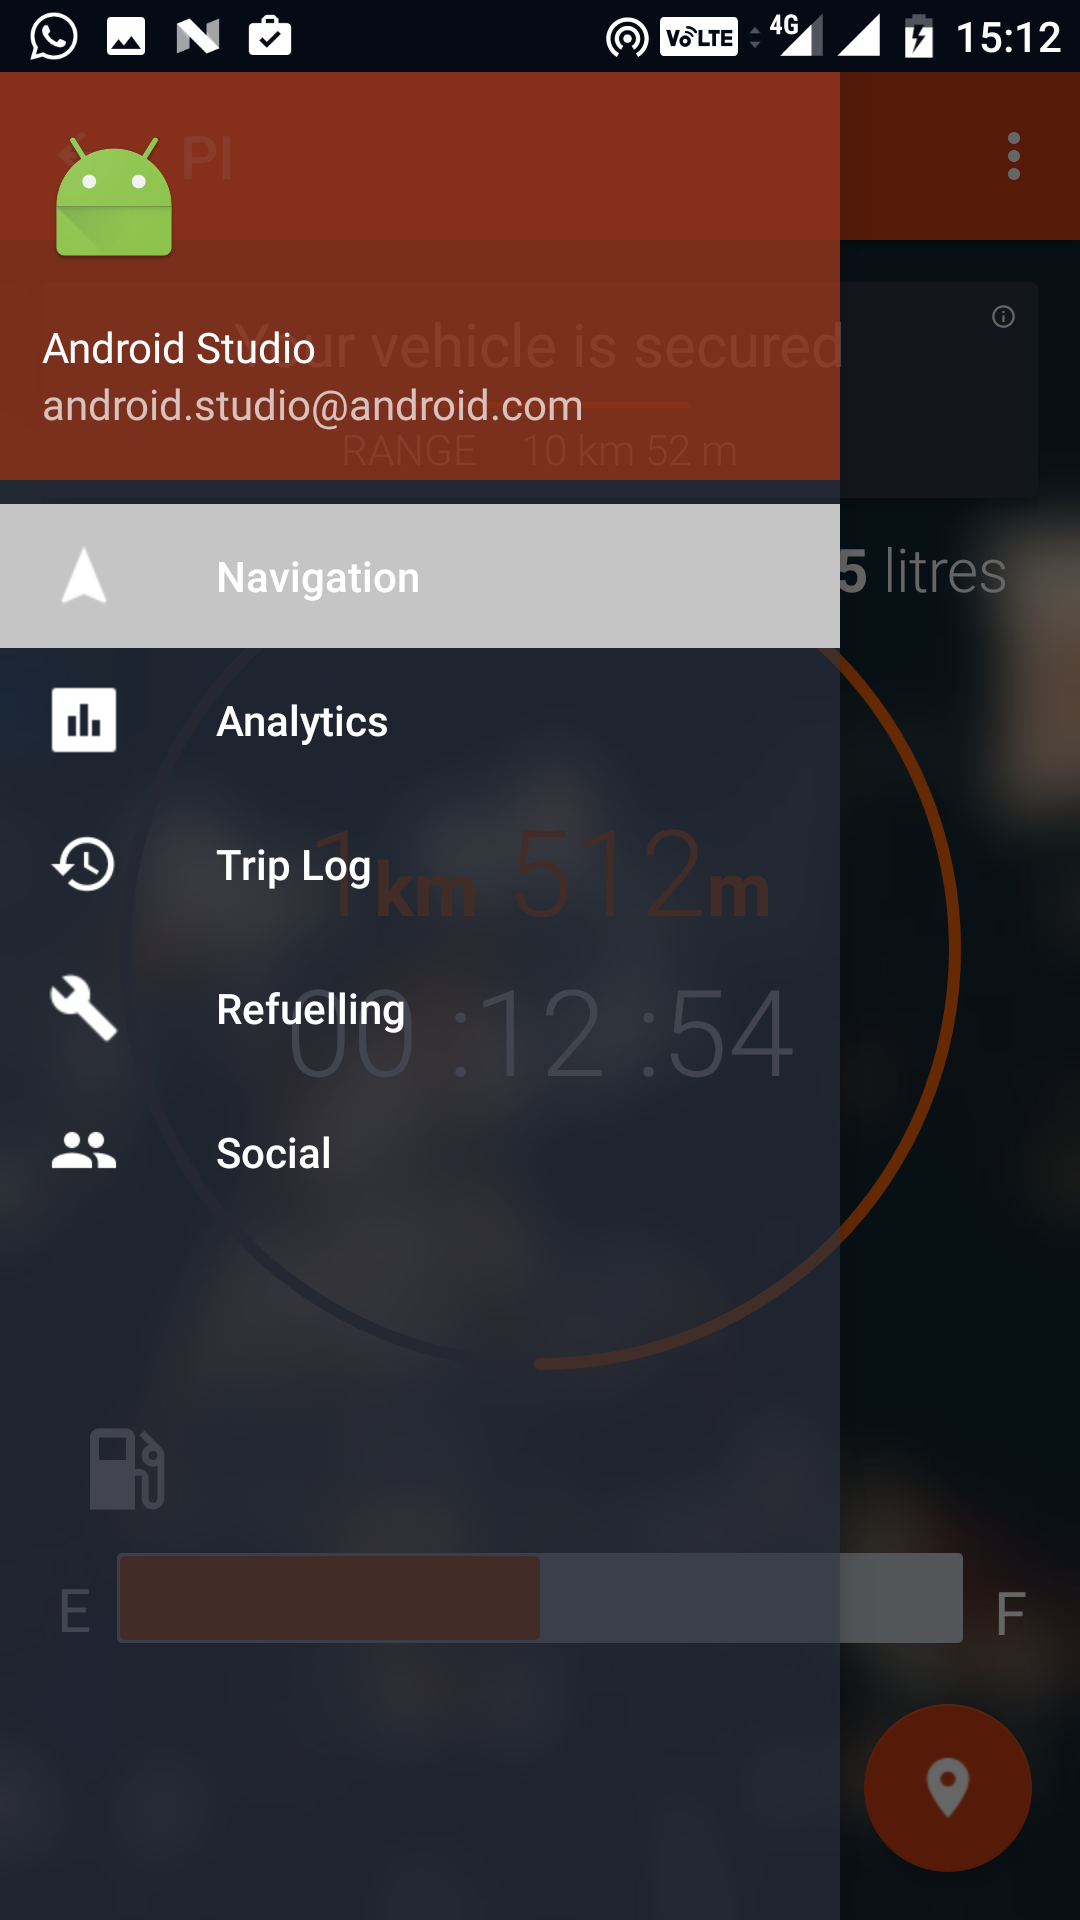 VoLTE 4G 15:12
PI
Your vehicle is secured
Android Studio
android.studio@android.com
RANGE 10 km 52 m
Navigation
5 litres
Analytics
1km 512m
Trip Log
00 :12 :54
Refuelling
Social
E F